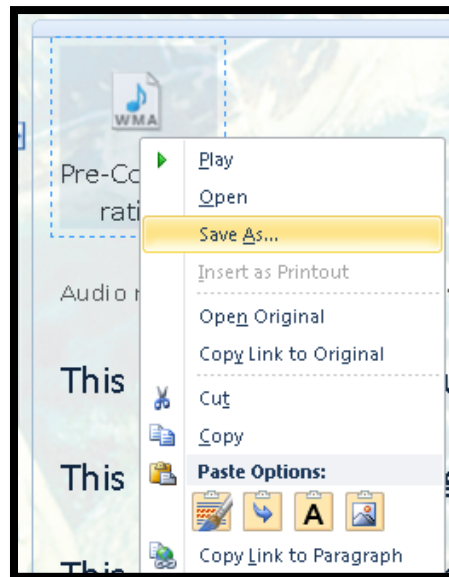 WMA
Play
Pre-Co
Open
rati
Save As...
Insert as Printout
Audio
Open Original
Copy Link to Original
This
Cut
Copy
This
Paste Options:
A
Copy Link to Paragraph
This